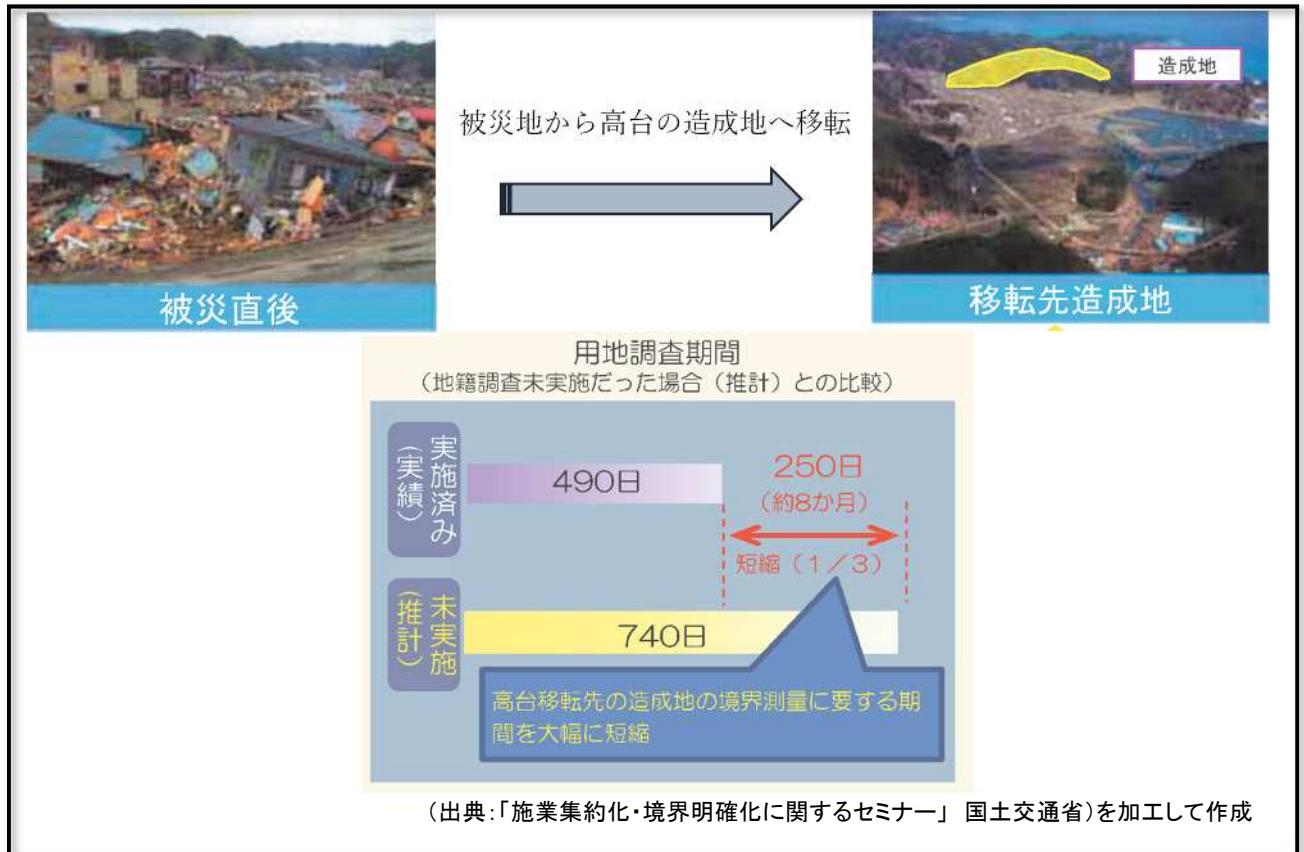 造成地
被災地から高台の造成地へ移転
被災直後
移転先造成地
用地調査期間
（地籍調査未実施だった場合（推計）との比較）
実施済み
（実績）
490日
250日
（約8か月）
短縮（1／3）
未実施
（推計）
740日
高台移転先の造成地の境界測量に要する期
間を大幅に短縮
（出典：「施業集約化・境界明確化に関するセミナー」 国土交通省）を加工して作成